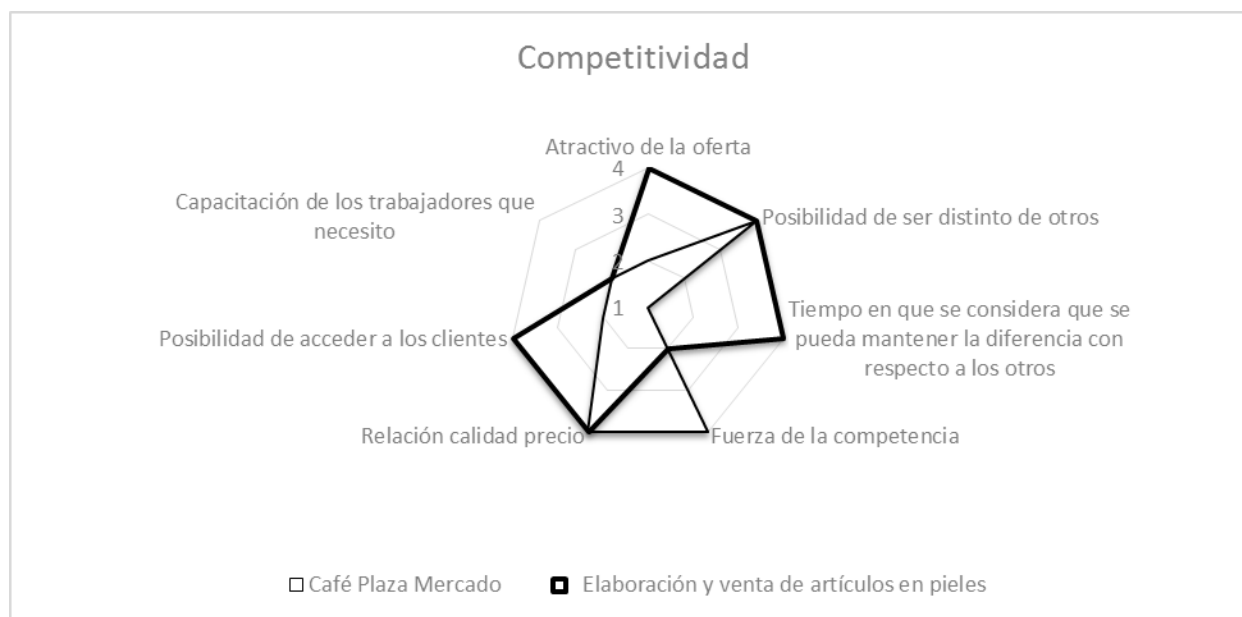 Competitividad
Atractivo de la oferta
4
3
2
1
Capacitación de los trabajadores que
necesito
Posibilidad de ser distinto de otros
Tiempo en que se considera que se
pueda mantener la diferencia con
respecto a los otros
Posibilidad de acceder a los clientes
Relación calidad precio
Fuerza de la competencia
Café Plaza Mercado
Elaboración y venta de artículos en pieles